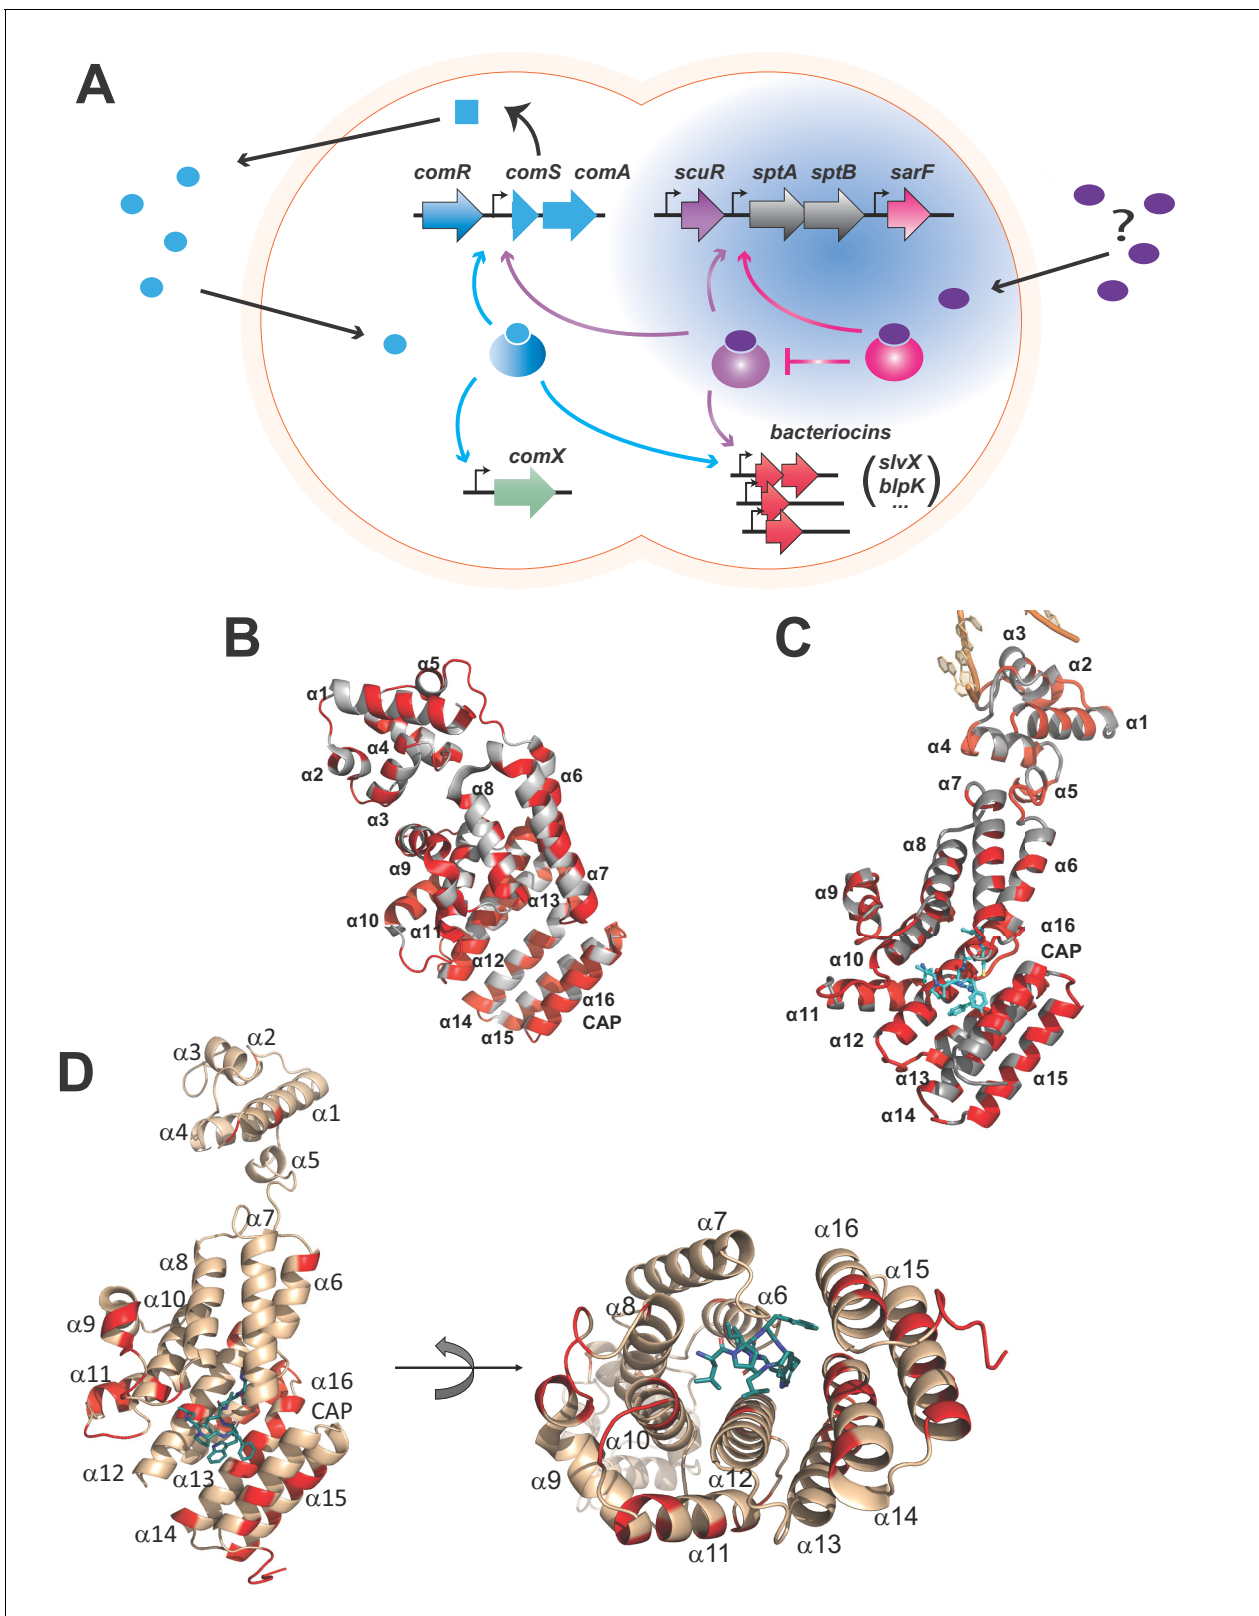 A
comR
comS
comA
scuR
sptA
sptB
sarF
?
comX
bacteriocins
(slvX
blpK
...)
B
α5
α1
α4
α2
α3
α8
α6
α9
α7
α13
α10
α11
α12
α16
CAP
α14
α15
C
α3
α2
α1
α4
α7
α5
α8
α6
α9
α16
CAP
α10
α11
α12
α13
α15
α14
D
α3
α2
α1
α4
α5
α7
α8
α6
α10
α9
α11
α16
CAP
α12
α13
α15
α14
α7
α16
α15
α8
α6
α10
α9
α12
α14
α11
α13